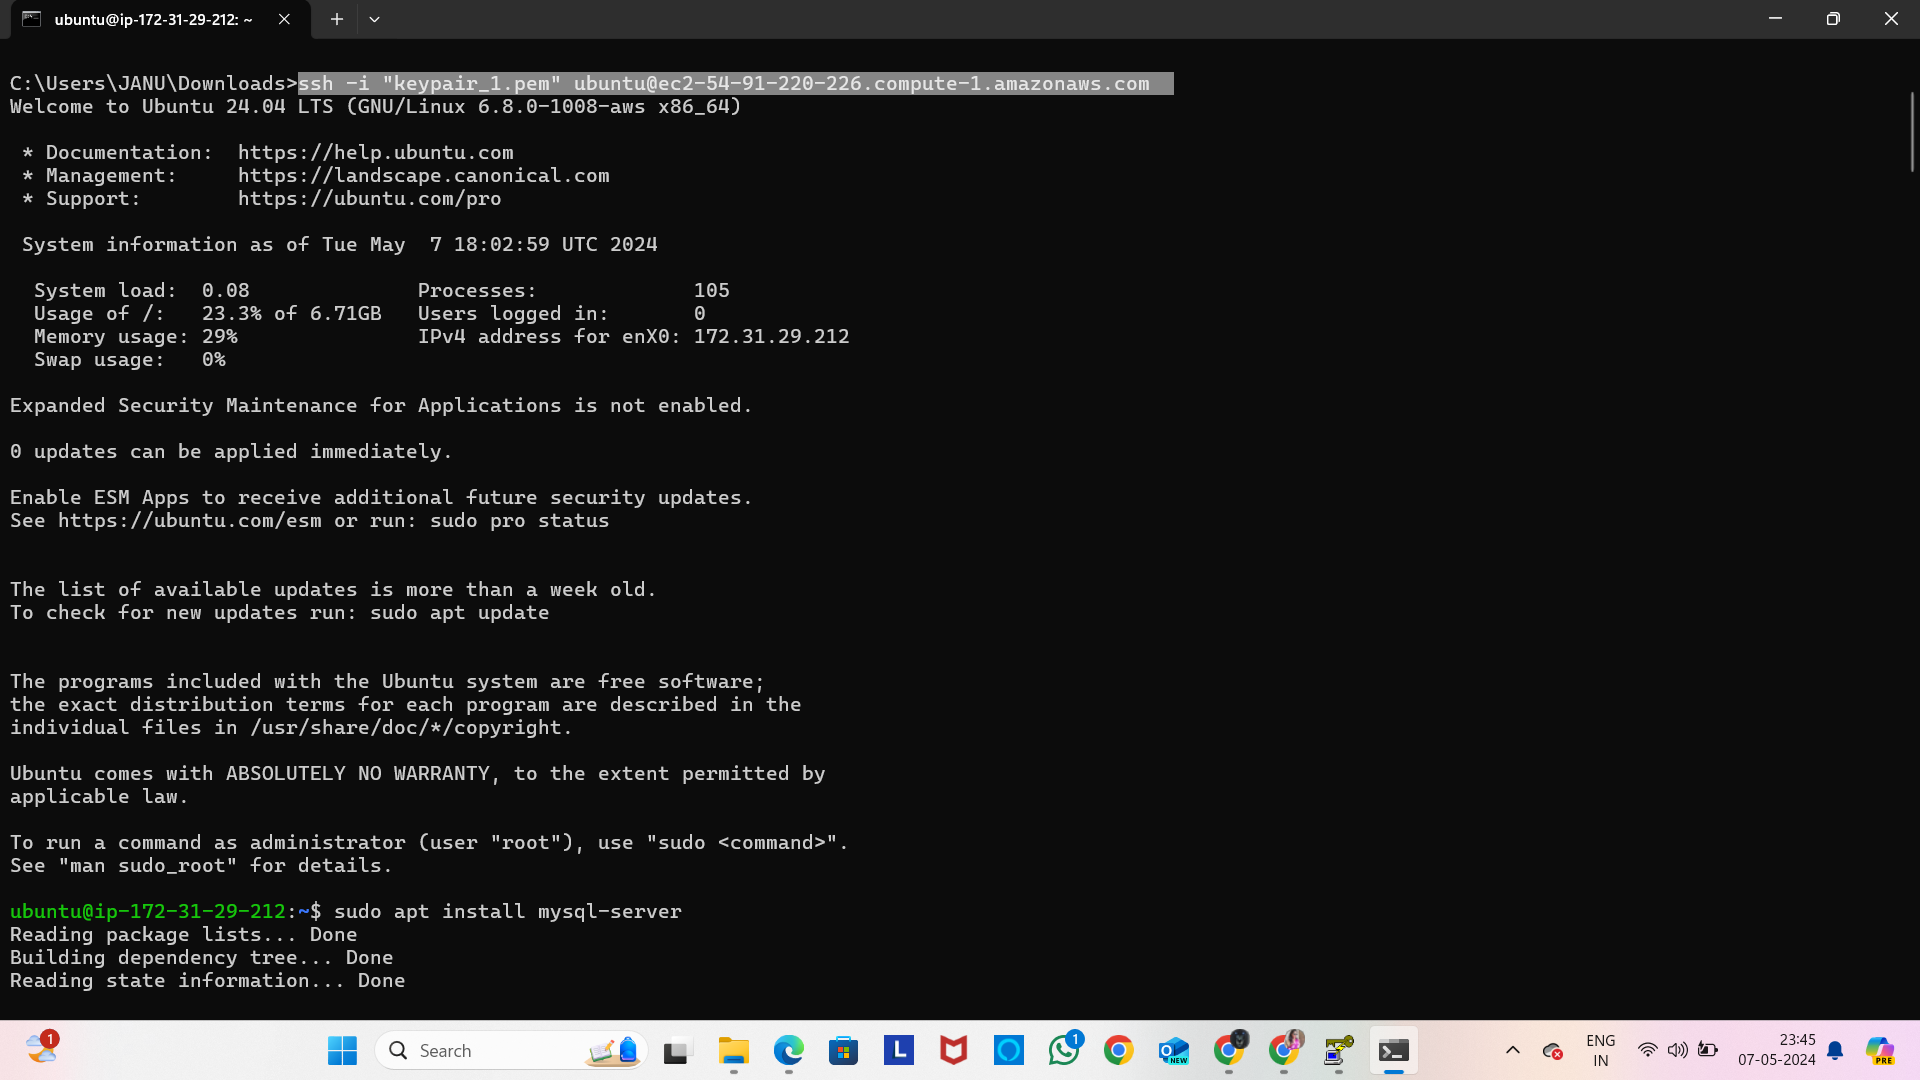 ubuntu@ip-172-31-29-212: ~
C:\Users\JANU\Downloads>ssh -i "keypair_1.pem" ubuntu@ec2-54-91-220-226.compute-1.amazonaws.com
Welcome to Ubuntu 24.04 LTS (GNU/Linux 6.8.0-1008-aws x86_64)
* Documentation:  https://help.ubuntu.com
* Management:     https://landscape.canonical.com
* Support:        https://ubuntu.com/pro
System information as of Tue May  7 18:02:59 UTC 2024
System load:  0.08              Processes:             105
Usage of /:   23.3% of 6.71GB   Users logged in:       0
Memory usage: 29%               IPv4 address for enX0: 172.31.29.212
Swap usage:   0%
Expanded Security Maintenance for Applications is not enabled.
0 updates can be applied immediately.
Enable ESM Apps to receive additional future security updates.
See https://ubuntu.com/esm or run: sudo pro status
The list of available updates is more than a week old.
To check for new updates run: sudo apt update
The programs included with the Ubuntu system are free software;
the exact distribution terms for each program are described in the
individual files in /usr/share/doc/*/copyright.
Ubuntu comes with ABSOLUTELY NO WARRANTY, to the extent permitted by
applicable law.
To run a command as administrator (user "root"), use "sudo <command>".
See "man sudo_root" for details.
ubuntu@ip-172-31-29-212:~$ sudo apt install mysql-server
Reading package lists... Done
Building dependency tree... Done
Reading state information... Done
1
Search
L
NEW
1
ENG
IN
23:45
07-05-2024
PRE